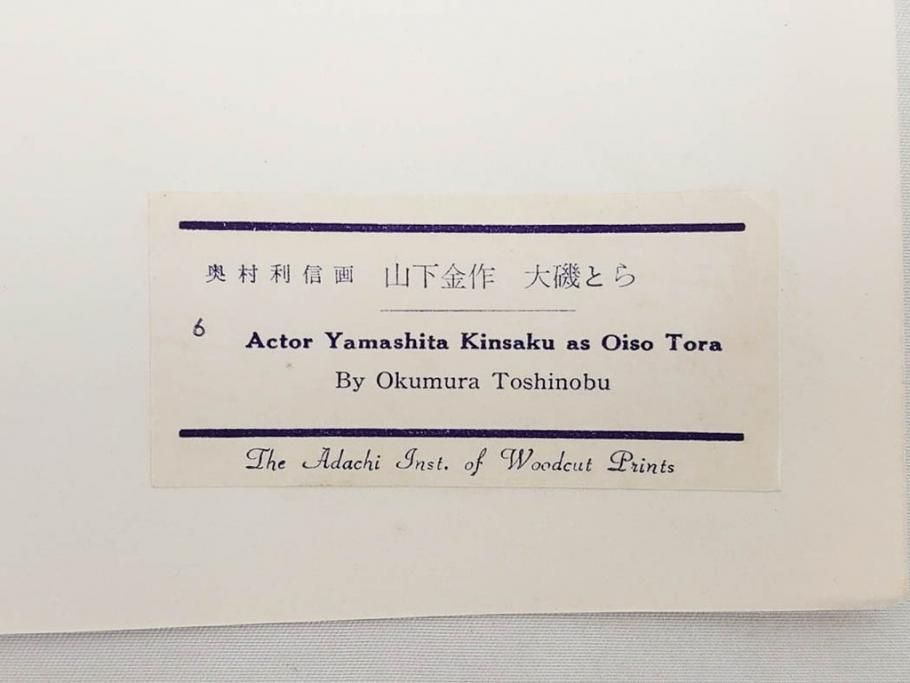 奥村利信画 山下金作 大磯とら
6 Actor Yamashita Kinsaku as Oiso Tora
By Okumura Toshinobu
The Adachi Inst. of Woodcut Prints